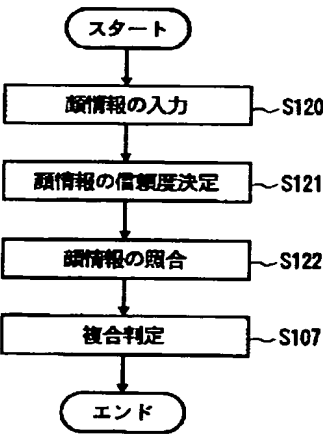 スタート
顔情報の入力 S120
顔情報の信頼度決定 S121
顔情報の照合 S122
複合判定 S107
エンド